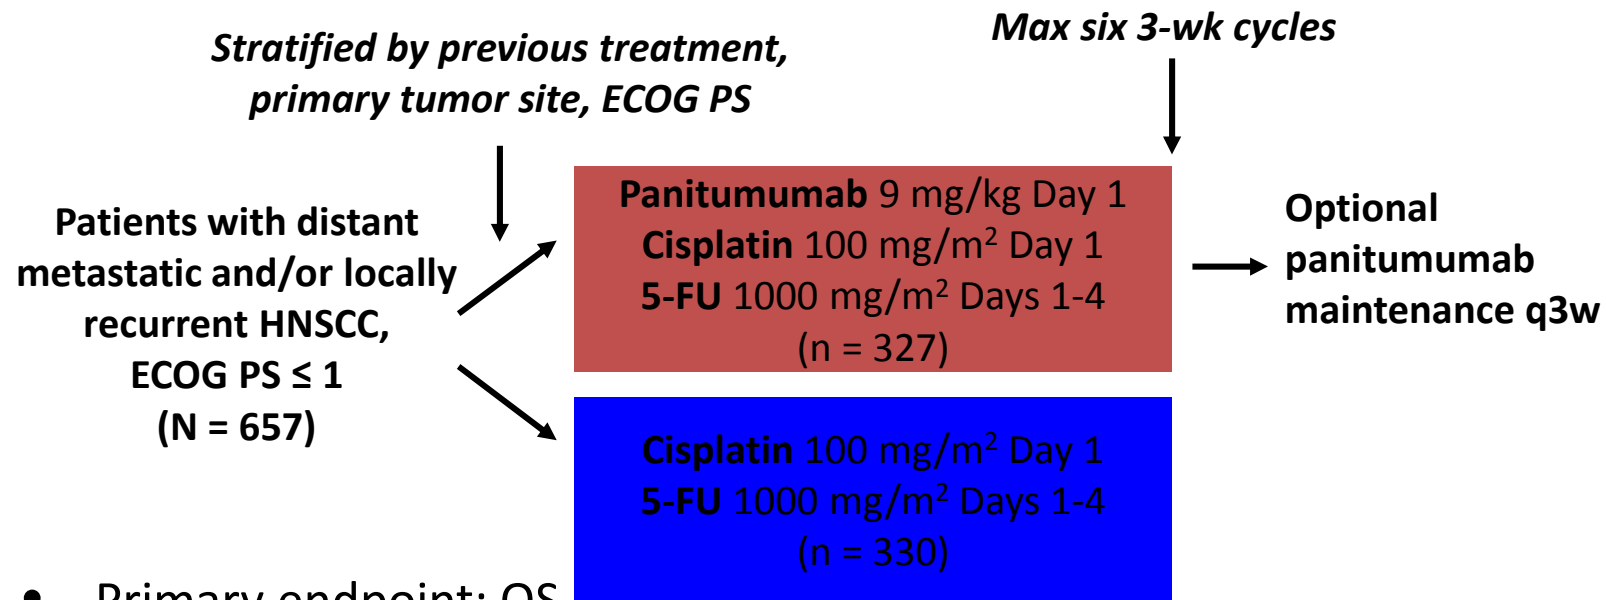 Stratified by previous treatment,
primary tumor site, ECOG PS
Max six 3-wk cycles
Patients with distant
metastatic and/or locally
recurrent HNSCC,
ECOG PS ≤ 1
(N = 657)
Panitumumab 9 mg/kg Day 1
Cisplatin 100 mg/m² Day 1
5-FU 1000 mg/m² Days 1-4
(n = 327)
Optional
panitumumab
maintenance q3w
Cisplatin 100 mg/m² Day 1
5-FU 1000 mg/m² Days 1-4
(n = 330)
• Primary endpoint: OS